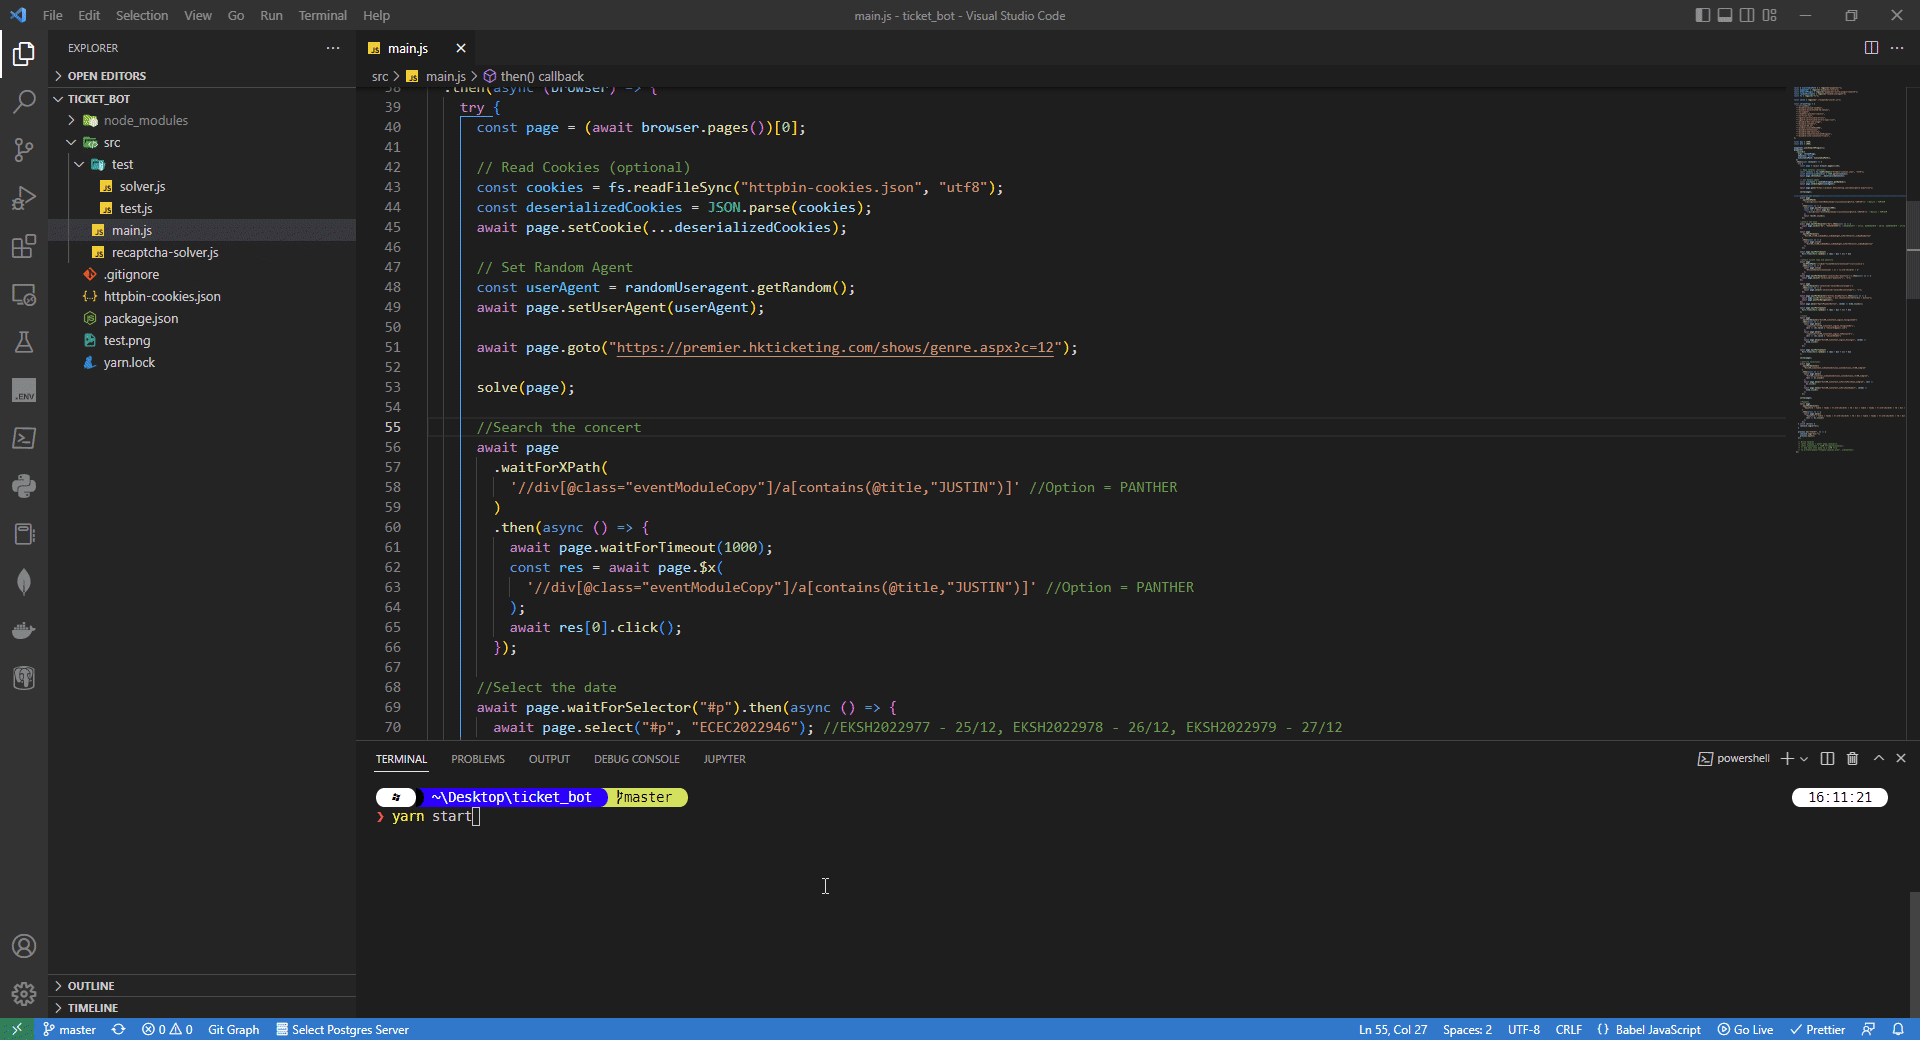 File Edit Selection View Go Run Terminal Help
main.js - ticket_bot - Visual Studio Code
EXPLORER
OPEN EDITORS
TICKET_BOT
node_modules
src
test
solver.js
test.js
main.js
recaptcha-solver.js
.gitignore
httpbin-cookies.json
package.json
test.png
yarn.lock
OUTLINE
TIMELINE
main.js
src > main.js > then() callback
38 .then(async (browser) => {
39 try {
40 const page = (await browser.pages())[0];
41
42 // Read Cookies (optional)
43 const cookies = fs.readFileSync("httpbin-cookies.json", "utf8");
44 const deserializedCookies = JSON.parse(cookies);
45 await page.setCookie(...deserializedCookies);
46
47 // Set Random Agent
48 const userAgent = randomUseragent.getRandom();
49 await page.setUserAgent(userAgent);
50
51 await page.goto("https://premier.hkticketing.com/shows/genre.aspx?c=12");
52
53 solve(page);
54
55 //Search the concert
56 await page
57 .waitForXPath(
58 '//div[@class="eventModuleCopy"]/a[contains(@title,"JUSTIN")]' //Option = PANTHER
59 )
60 .then(async () => {
61 await page.waitForTimeout(1000);
62 const res = await page.$x(
63 '//div[@class="eventModuleCopy"]/a[contains(@title,"JUSTIN")]' //Option = PANTHER
64 );
65 await res[0].click();
66 });
67
68 //Select the date
69 await page.waitForSelector("#p").then(async () => {
70 await page.select("#p", "ECEC2022946"); //EKSH2022977 - 25/12, EKSH2022978 - 26/12, EKSH2022979 - 27/12
TERMINAL PROBLEMS OUTPUT DEBUG CONSOLE JUPYTER
powershell
~\Desktop\ticket_bot master
16:11:21
❯ yarn start
.ENV
master 0 0 Git Graph Select Postgres Server
Ln 55, Col 27 Spaces: 2 UTF-8 CRLF {} Babel JavaScript Go Live Prettier